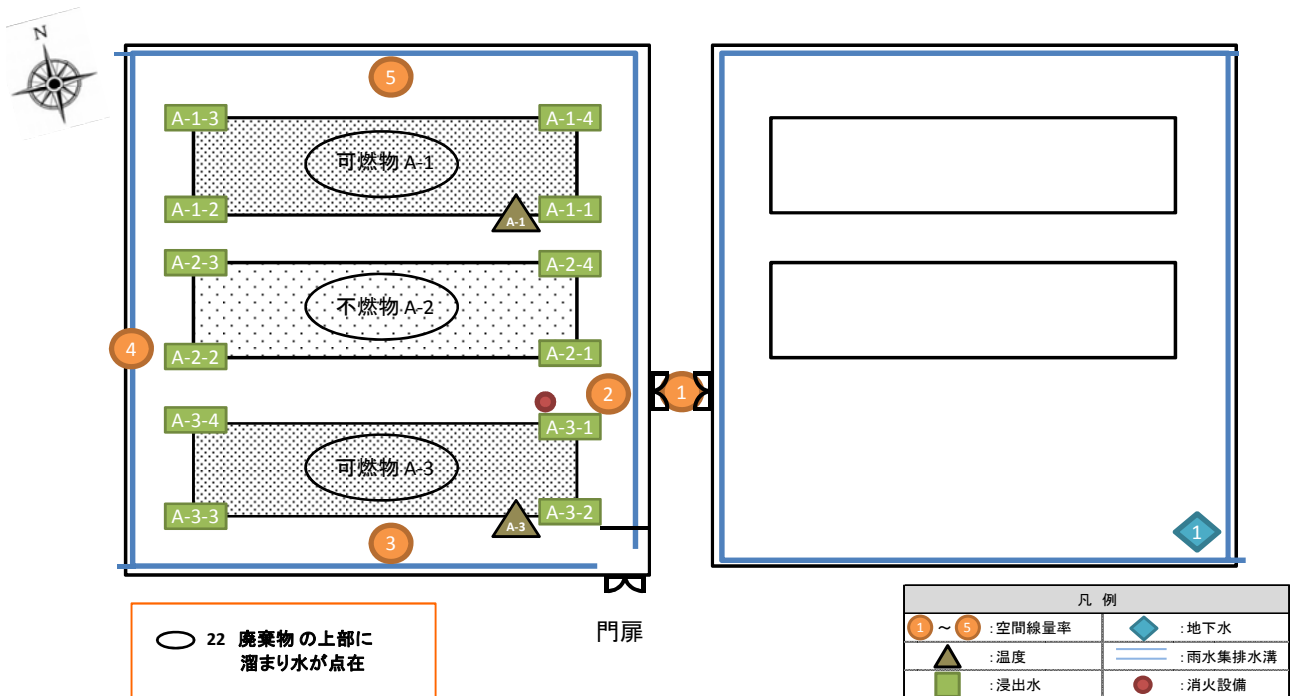 N
5
A-1-3
A-1-4
可燃物 A-1
A-1-2
A-1
A-1-1
A-2-3
A-2-4
不燃物 A-2
4
A-2-2
A-2-1
2
1
A-3-4
A-3-1
可燃物 A-3
A-3-3
A-3
A-3-2
3
1
門扉
22 廃棄物の上部に
溜まり水が点在
凡 例
1 ～ 5 :空間線量率
:地下水
:温度
:雨水集排水溝
:浸出水
:消火設備